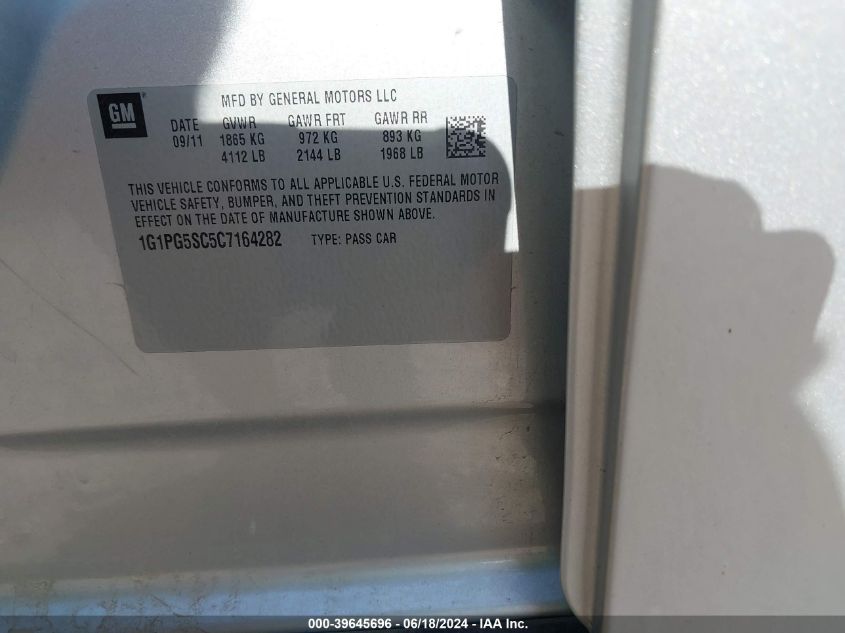 GM
MFD BY GENERAL MOTORS LLC
DATE GVWR GAWR FRT GAWR RR
09/11 1865 KG 972 KG 893 KG
4112 LB 2144 LB 1968 LB
THIS VEHICLE CONFORMS TO ALL APPLICABLE U.S. FEDERAL MOTOR
VEHICLE SAFETY, BUMPER, AND THEFT PREVENTION STANDARDS IN
EFFECT ON THE DATE OF MANUFACTURE SHOWN ABOVE.
1G1PG5SC5C7164282 TYPE: PASS CAR
000-39645696 - 06/18/2024 - IAA Inc.